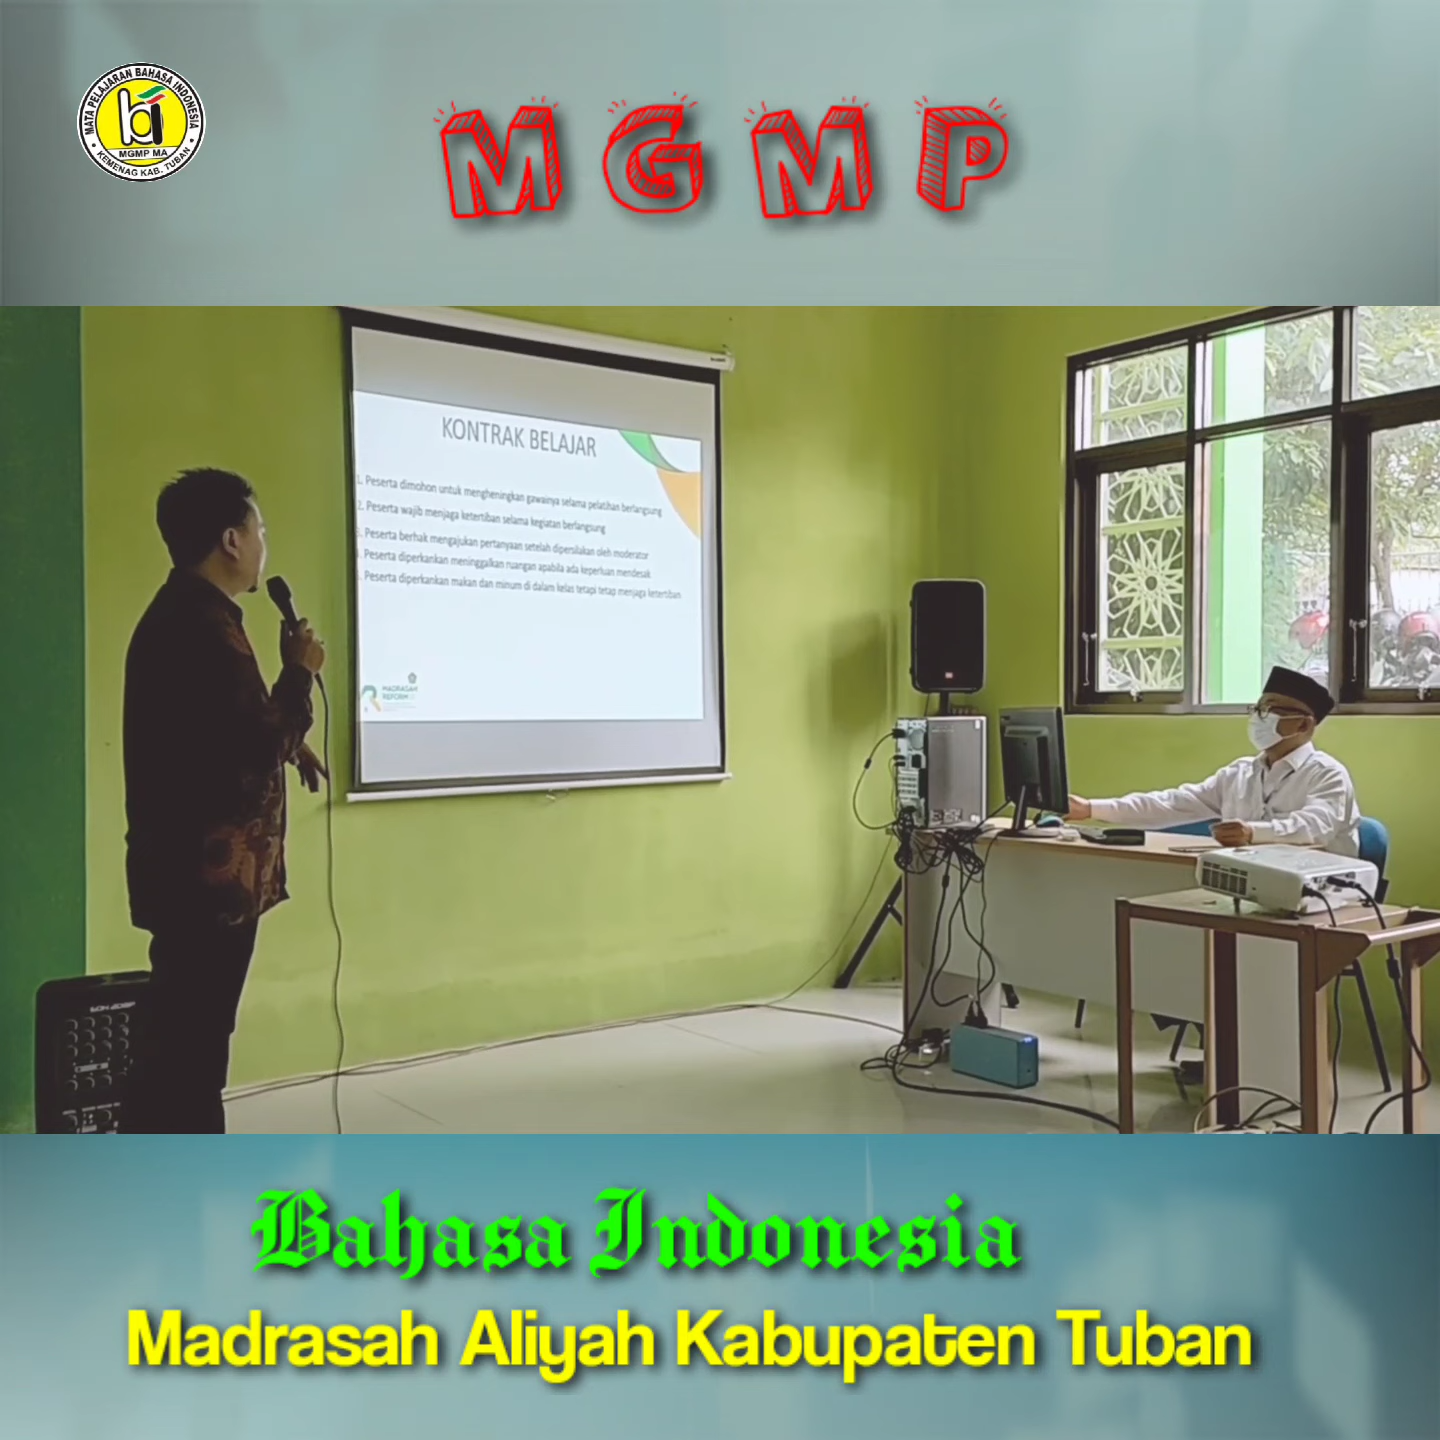 MATA PELAJARAN BAHASA INDONESIA
bi
MGMP MA
KEMENAG KAB. TUBAN
MGMP
KONTRAK BELAJAR
1. Peserta dimohon untuk mengheningkan gawainya selama pelatihan berlangsung
2. Peserta wajib menjaga ketertiban selama kegiatan berlangsung
Peserta berhak mengajukan pertanyaan setelah dipersilakan oleh moderator
Peserta diperkankan meninggalkan ruangan apabila ada keperluan mendesak
Peserta diperkankan makan dan minum di dalam kelas tetapi tetap menjaga ketertiban
MADRASAH
REFORM
Bahasa Indonesia
Madrasah Aliyah Kabupaten Tuban